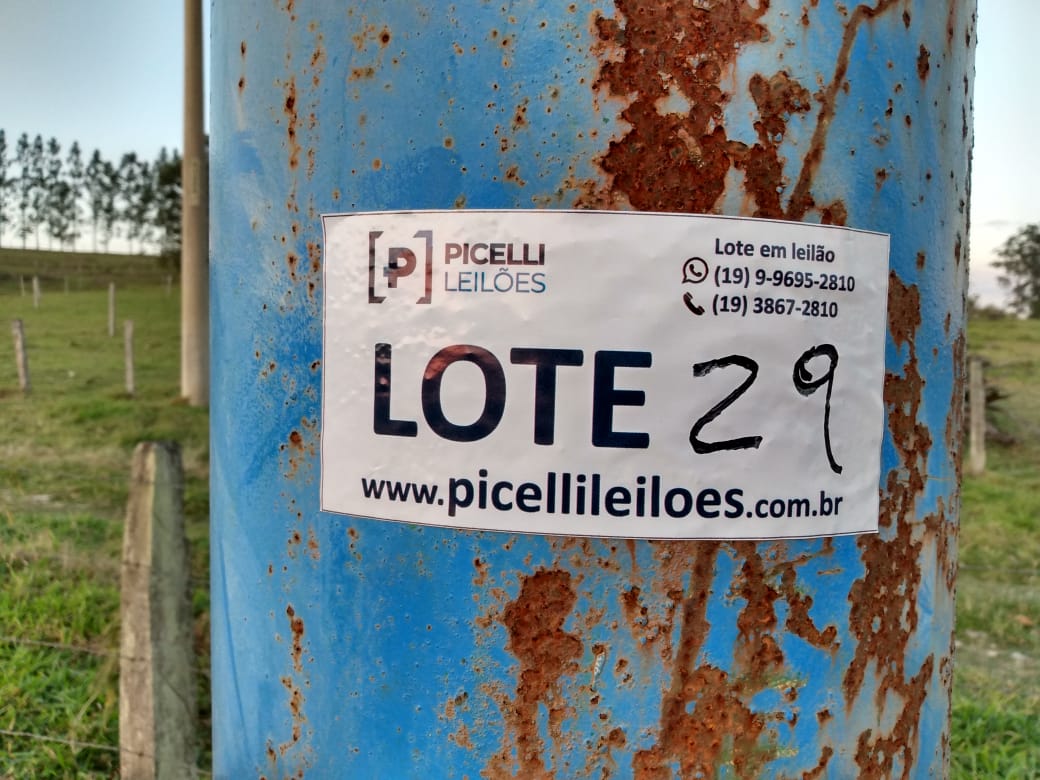 [P] PICELLI
LEILÕES
Lote em leilão
(19) 9-9695-2810
(19) 3867-2810
LOTE 29
www.picellileiloes.com.br